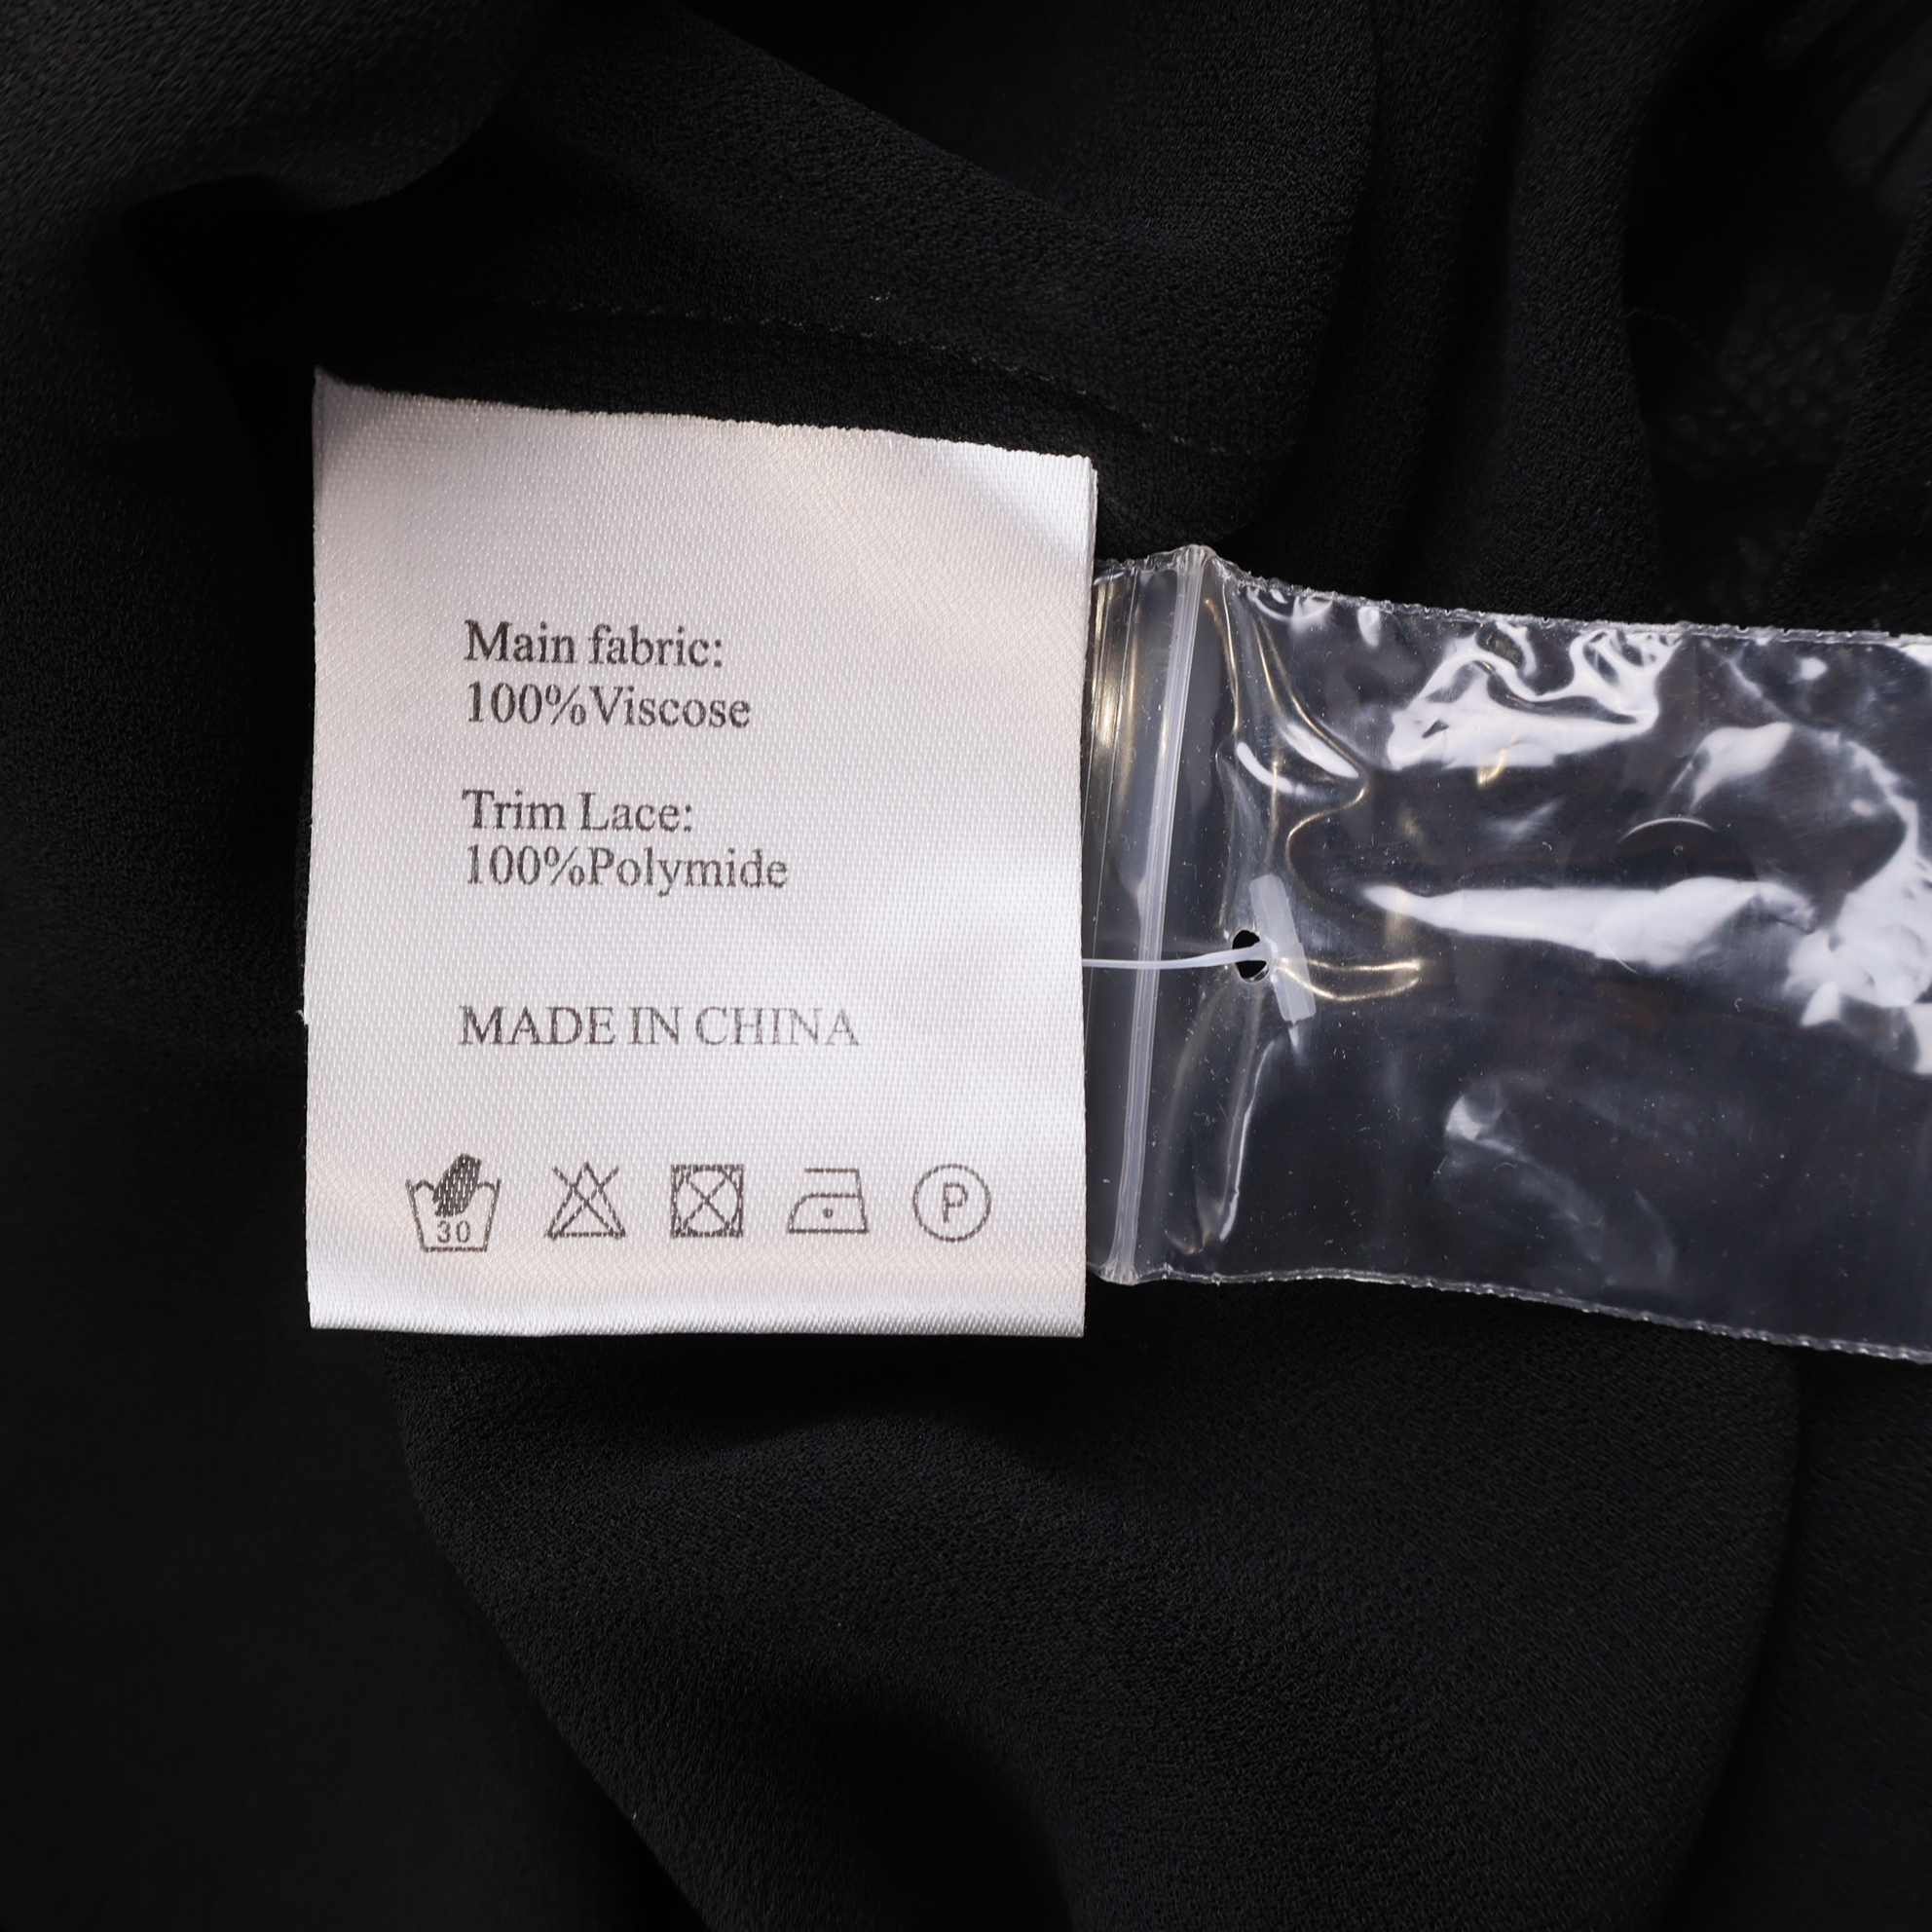 Main fabric:
100%Viscose
Trim Lace:
100%Polymide
MADE IN CHINA
30
P